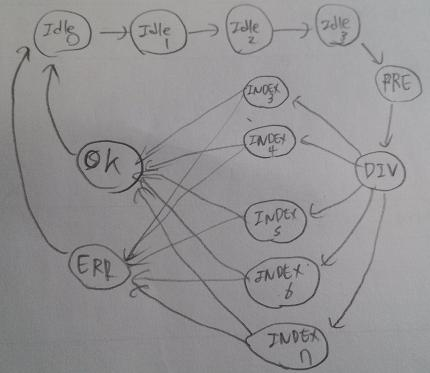 Idle
0
Idle
1
Idle
2
Idle
3
PRE
INDEX
3
INDEX
4
DIV
Ok
INDEX
5
ERR
INDEX
6
INDEX
n